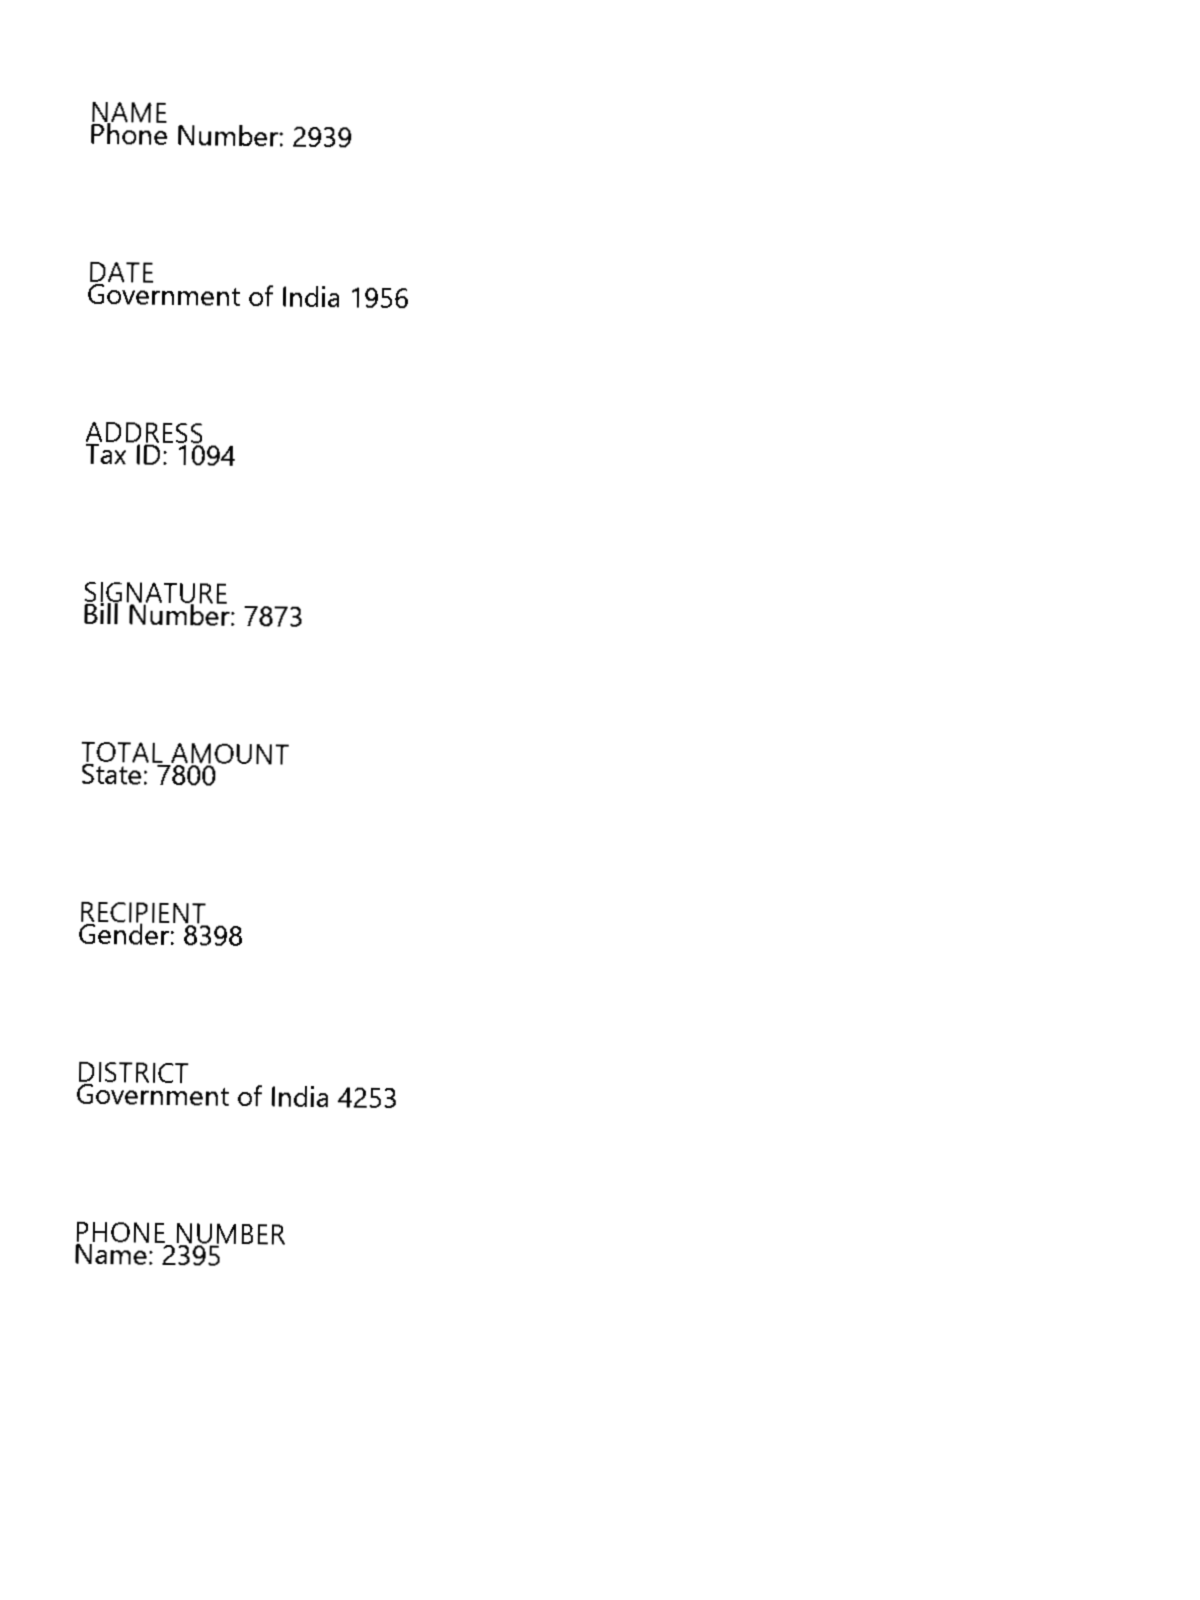 NAME
Phone Number: 2939
DATE
Government of India 1956
ADDRESS
Tax ID: 1094
SIGNATURE
Bill Number: 7873
TOTAL AMOUNT
State: 7800
RECIPIENT
Gender: 8398
DISTRICT
Government of India 4253
PHONE NUMBER
Name: 2395